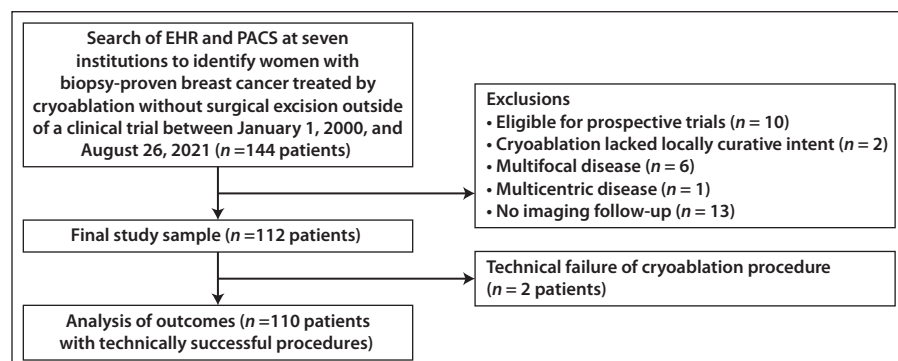 Search of EHR and PACS at seven
institutions to identify women with
biopsy-proven breast cancer treated by
cryoablation without surgical excision outside
of a clinical trial between January 1, 2000, and
August 26, 2021 (n =144 patients)
Exclusions
• Eligible for prospective trials (n = 10)
• Cryoablation lacked locally curative intent (n = 2)
• Multifocal disease (n = 6)
• Multicentric disease (n = 1)
• No imaging follow-up (n = 13)
Final study sample (n =112 patients)
Technical failure of cryoablation procedure
(n = 2 patients)
Analysis of outcomes (n =110 patients
with technically successful procedures)